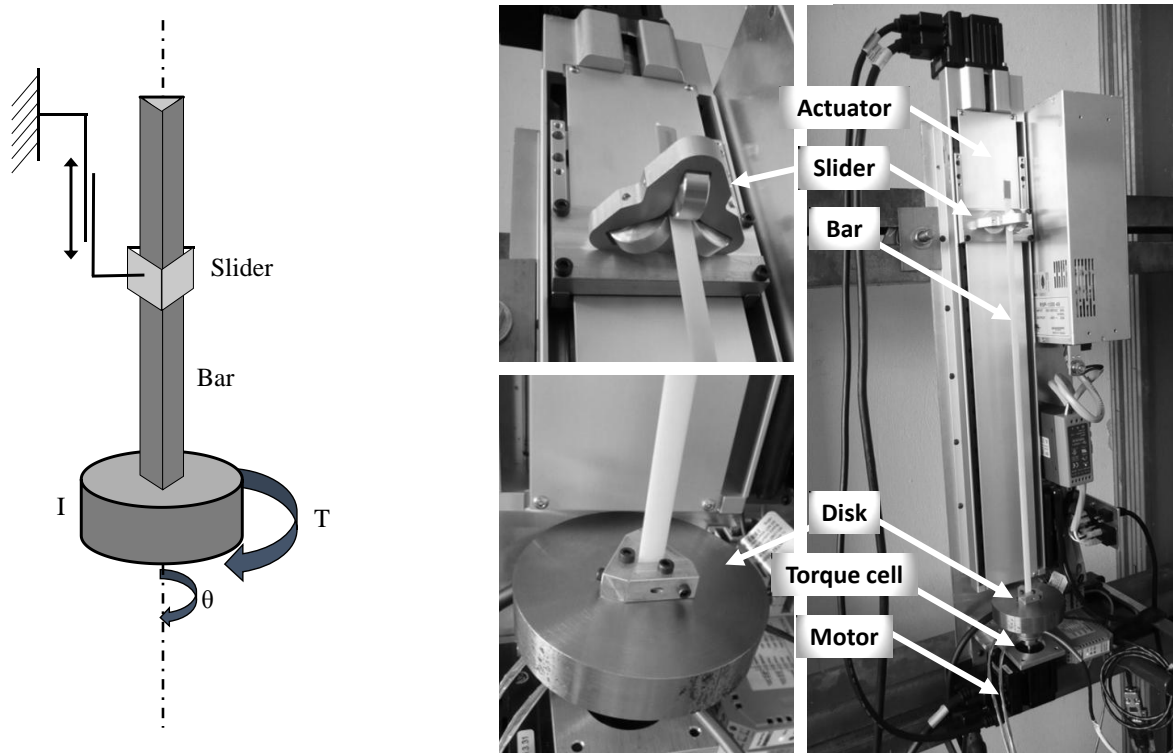 Slider
Bar
I
T
θ
Actuator
Slider
Bar
Disk
Torque cell
Motor